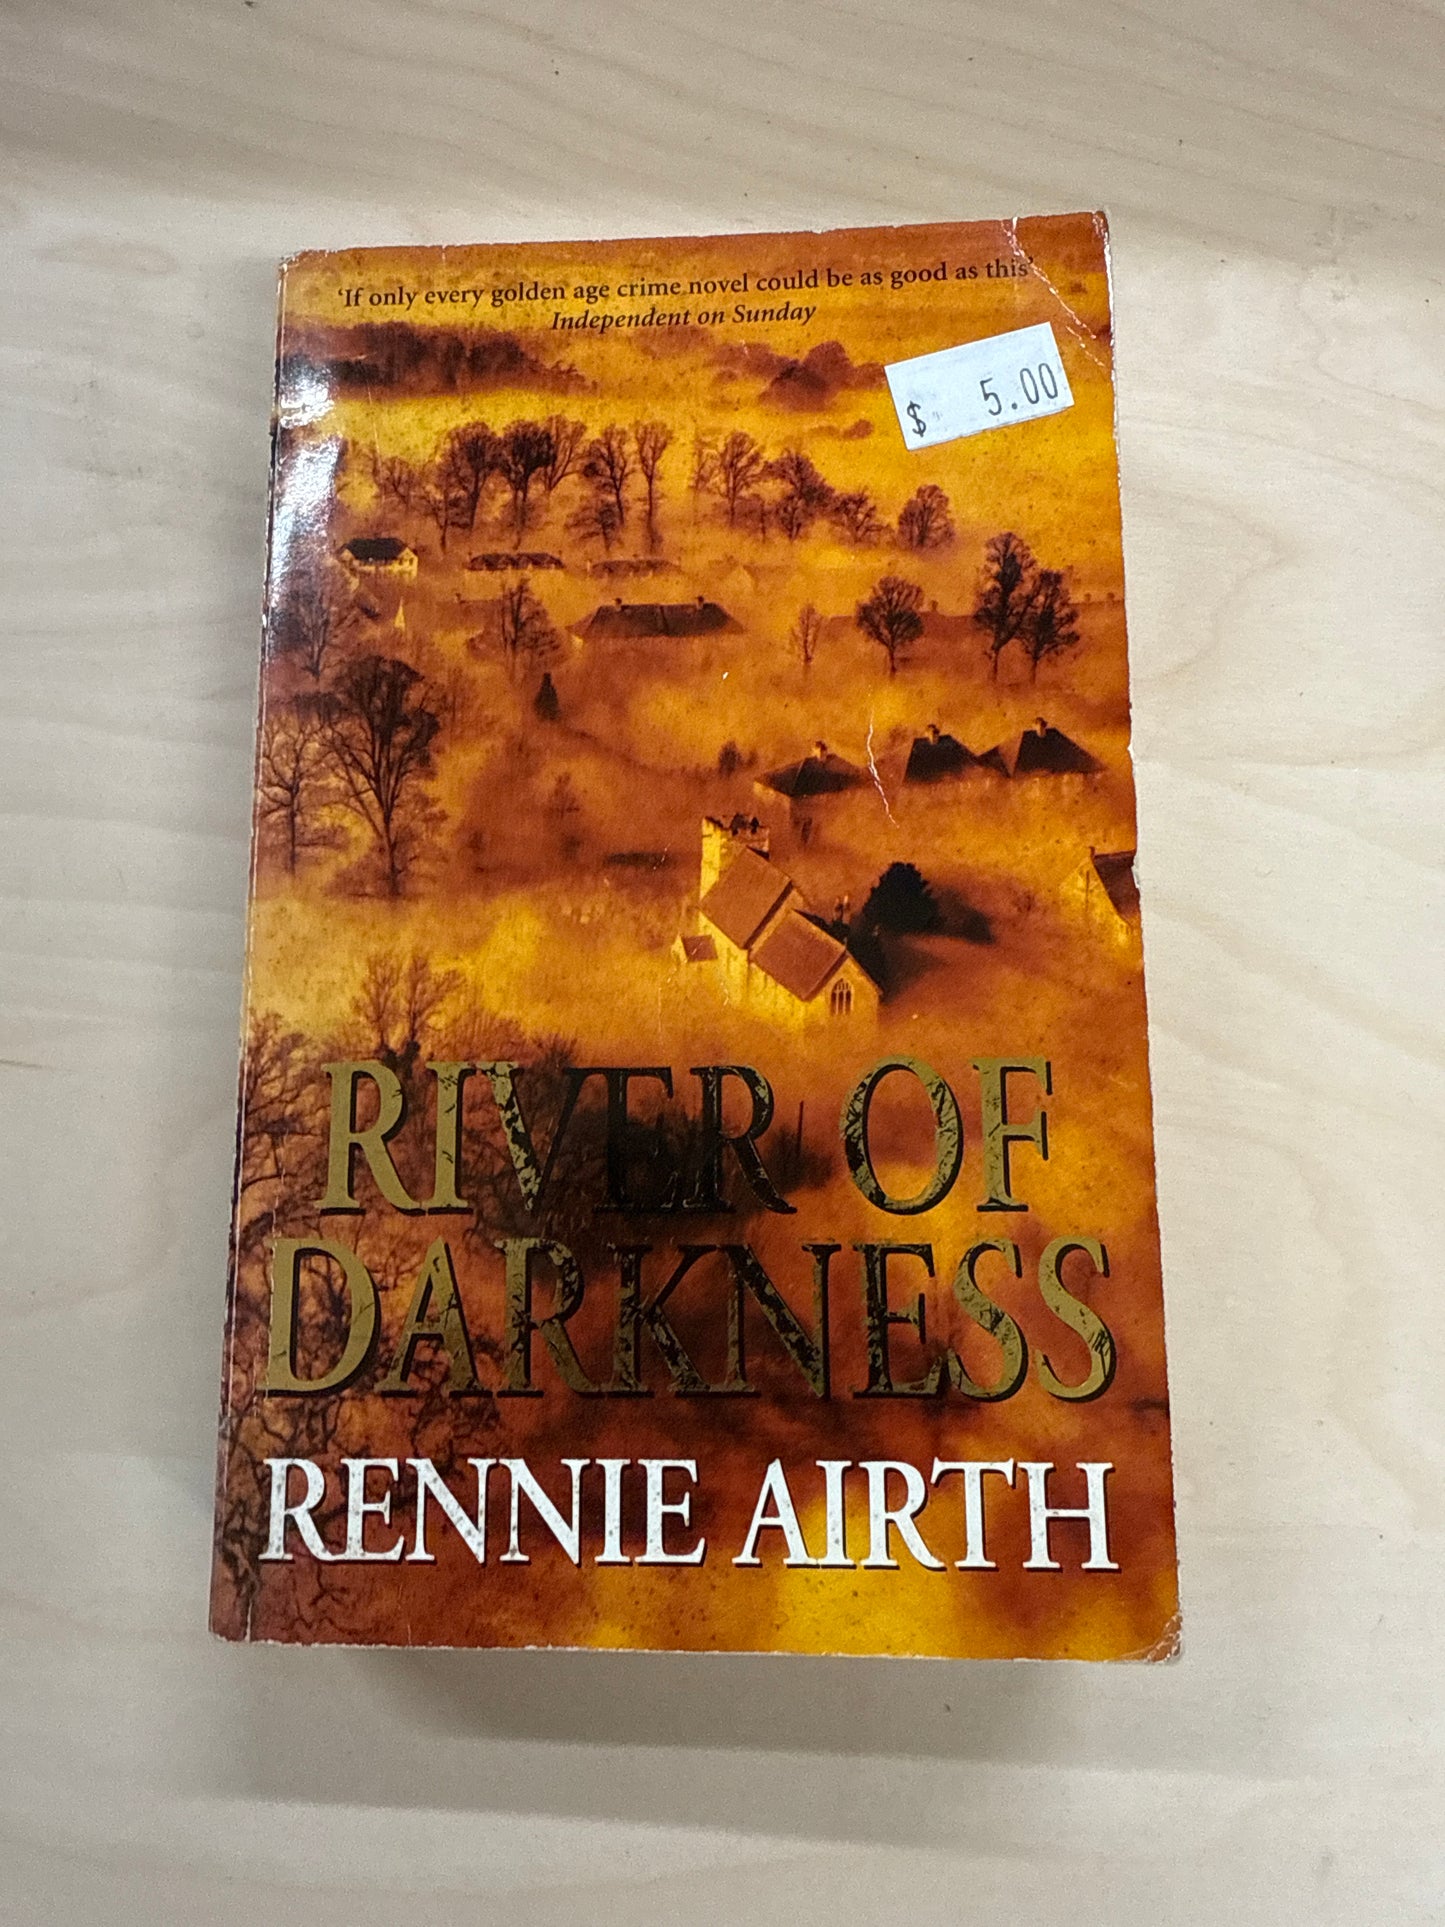 ‘If only every golden age crime novel could be as good as this’
Independent on Sunday
$ 5.00
RIVER OF
DARKNESS
RENNIE AIRTH